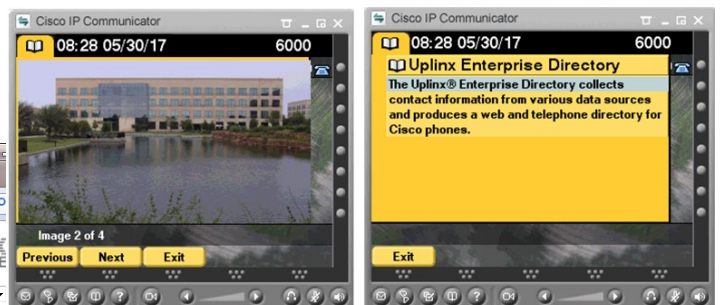 Cisco IP Communicator
08:28 05/30/17 6000
Image 2 of 4
Previous Next Exit
Cisco IP Communicator
08:28 05/30/17 6000
Uplinx Enterprise Directory
The Uplinx® Enterprise Directory collects
contact information from various data sources
and produces a web and telephone directory for
Cisco phones.
Exit